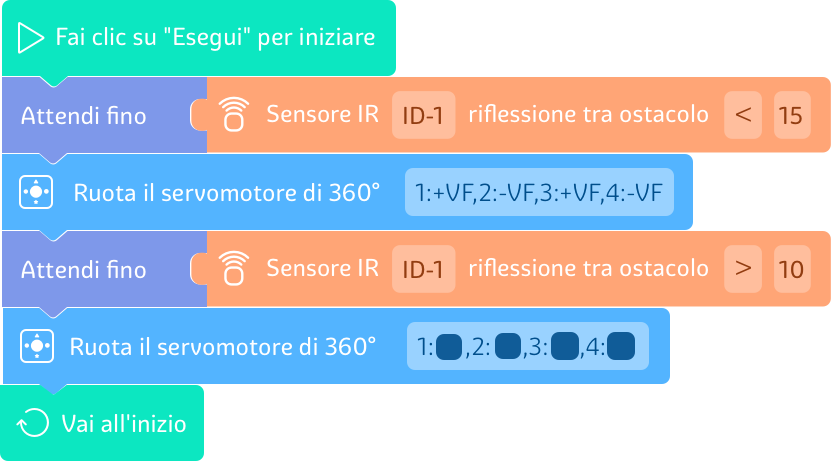 Fai clic su "Esegui" per iniziare
Attendi fino Sensore IR ID-1 riflessione tra ostacolo < 15
Ruota il servomotore di 360° 1:+VF,2:-VF,3:+VF,4:-VF
Attendi fino Sensore IR ID-1 riflessione tra ostacolo > 10
Ruota il servomotore di 360° 1: ,2: ,3: ,4:
Vai all'inizio